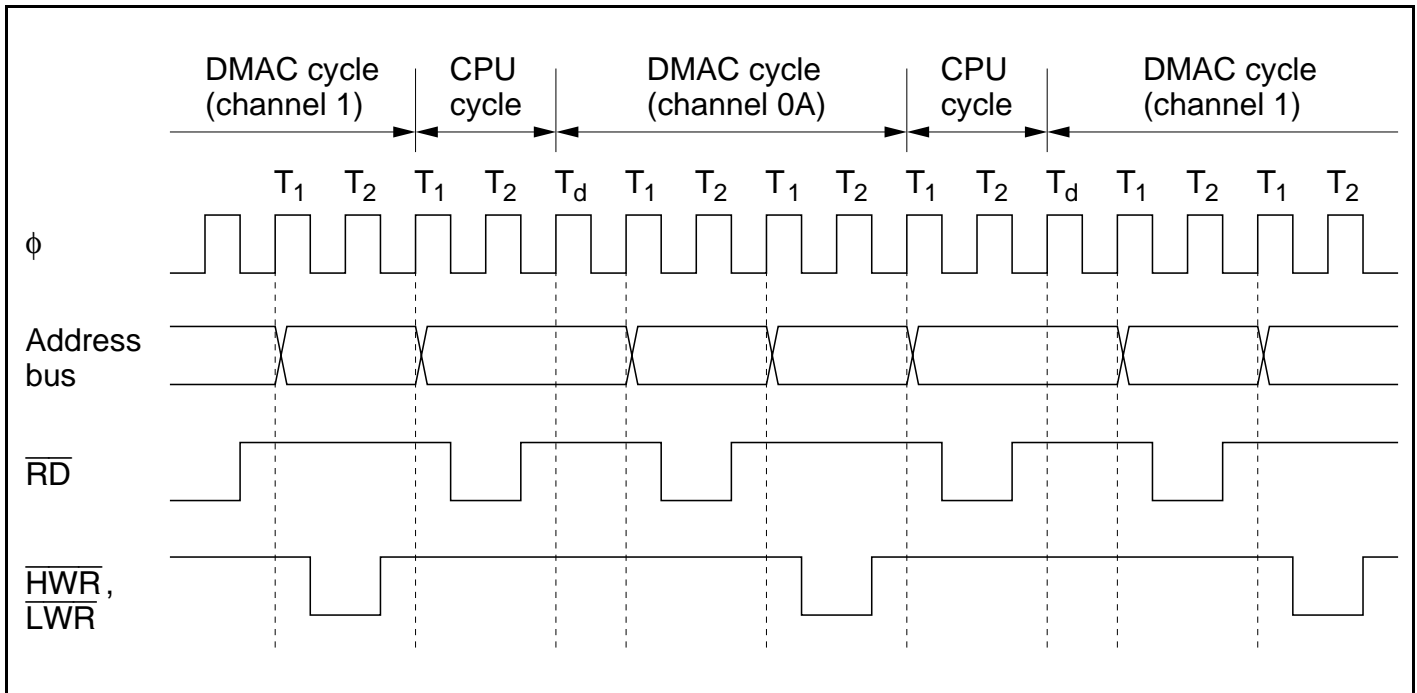 DMAC cycle
(channel 1)
CPU
cycle
DMAC cycle
(channel 0A)
CPU
cycle
DMAC cycle
(channel 1)
T1 T2 T1 T2 Td T1 T2 T1 T2 T1 T2 Td T1 T2 T1 T2
φ
Address
bus
RD
HWR,
LWR